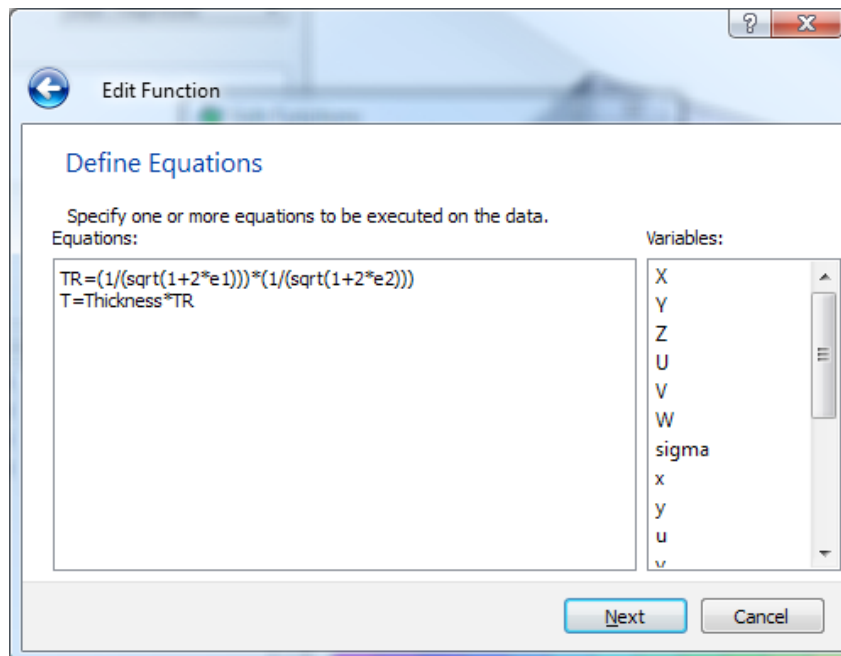 Edit Function
Define Equations
Specify one or more equations to be executed on the data.
Equations:
Variables:
TR=(1/(sqrt(1+2*e1)))*(1/(sqrt(1+2*e2)))
T=Thickness*TR
X
Y
Z
U
V
W
sigma
x
y
u
Next
Cancel